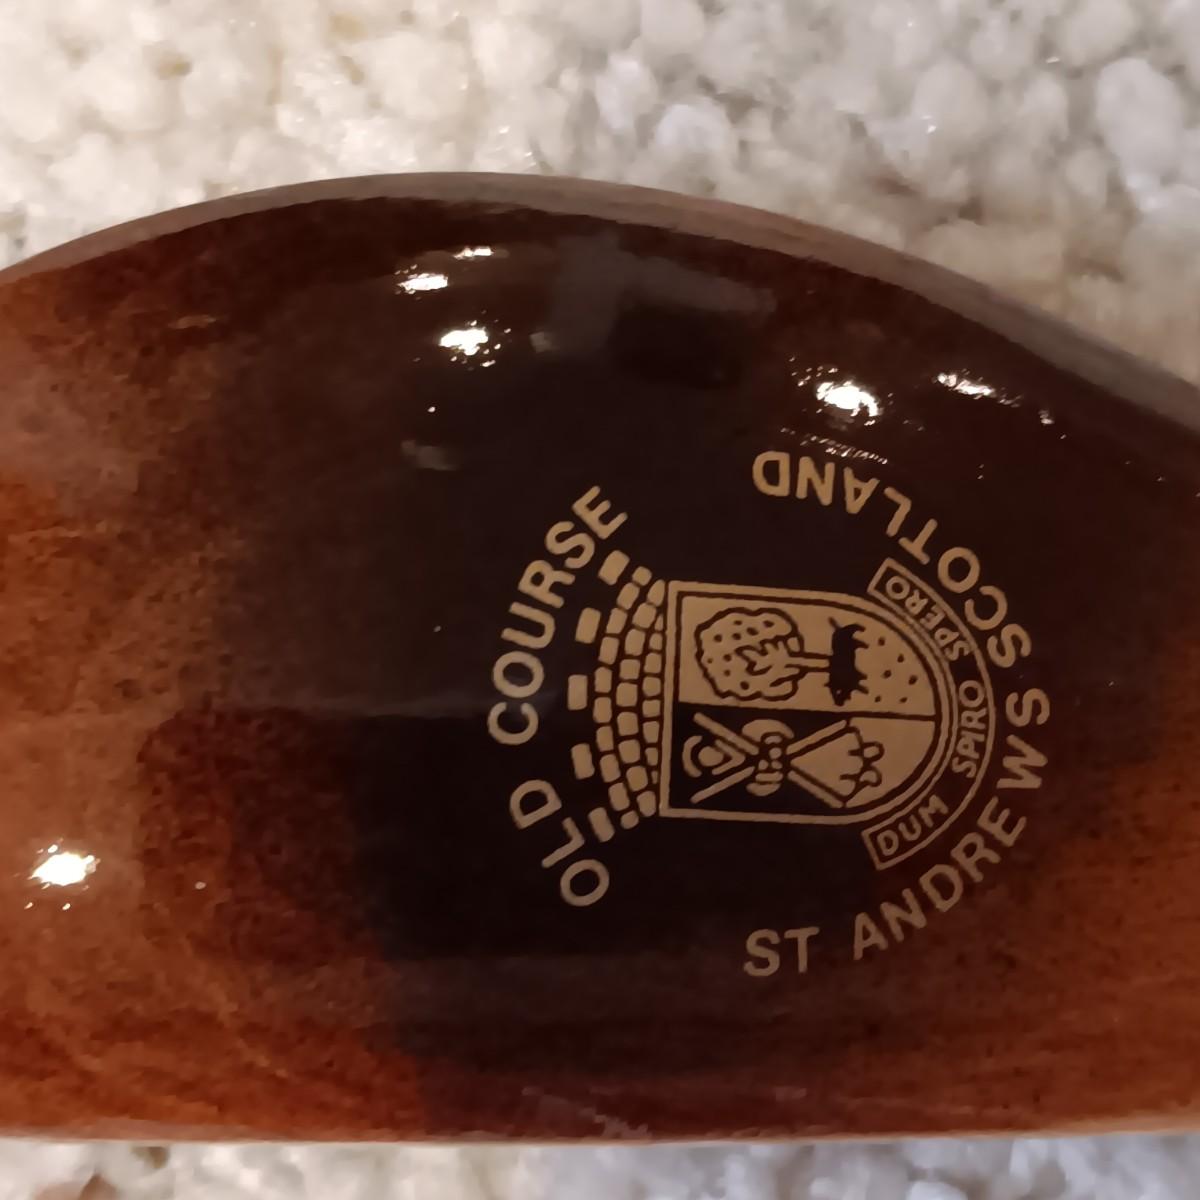 OLD COURSE
DUM SPIRO SPERO
ST ANDREWS SCOTLAND